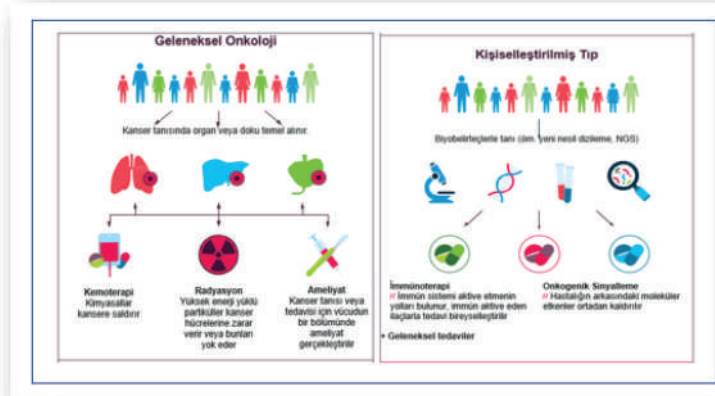 Geleneksel Onkoloji
Kanser tanısında organ veya doku temel alınır.
Kemoterapi
Kimyasallar
kansere saldırır
Radyasyon
Yüksek enerji yüklü
partiküller kanser
hücrelerine zarar
verir veya bunları
yok eder
Ameliyat
Kanser tanısı veya
tedavisi için vücudun
bir bölümünde
ameliyat
gerçekleştirilir
Kişiselleştirilmiş Tıp
Biyobelirteçlerle tanı (örn. yeni nesil dizileme, NGS)
İmmünoterapi
// İmmün sistemi aktive etmenin
yolları bulunur, immün aktive eden
ilaçlarla tedavi bireyselleştirilir
+ Geleneksel tedaviler
Onkogenik Sinyalleme
// Hastalığın arkasındaki moleküler
etkenler ortadan kaldırılır